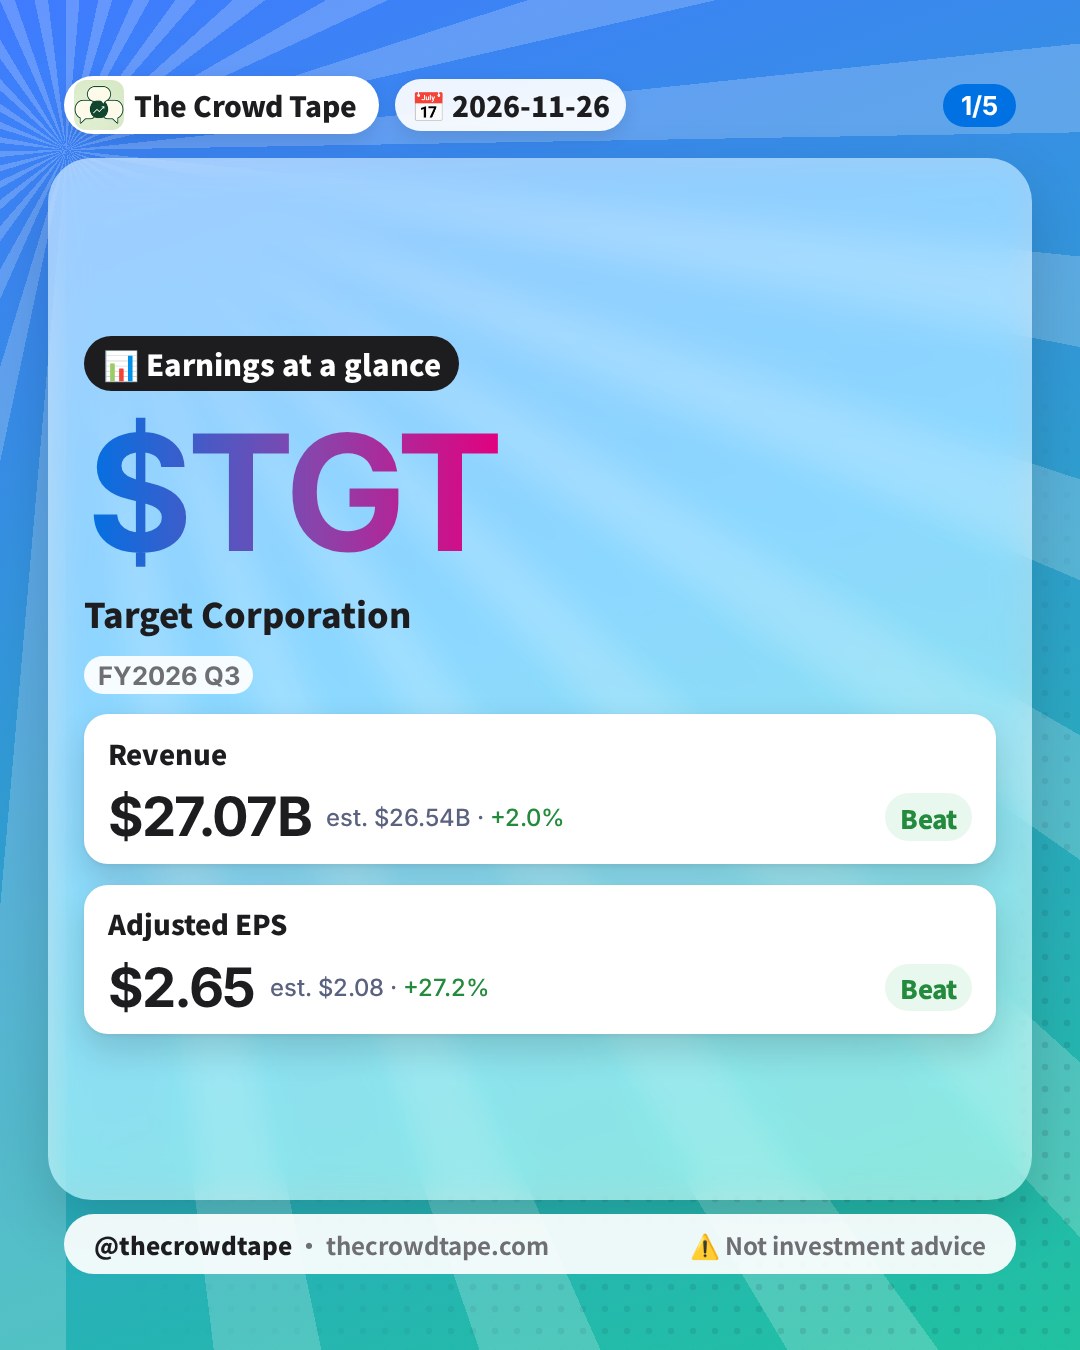 The Crowd Tape
July
2026-11-26
1/5
Earnings at a glance
$TGT
Target Corporation
FY2026 Q3
Revenue
$27.07B est. $26.54B · +2.0%
Beat
Adjusted EPS
$2.65 est. $2.08 · +27.2%
Beat
@thecrowdtape • thecrowdtape.com
⚠️ Not investment advice